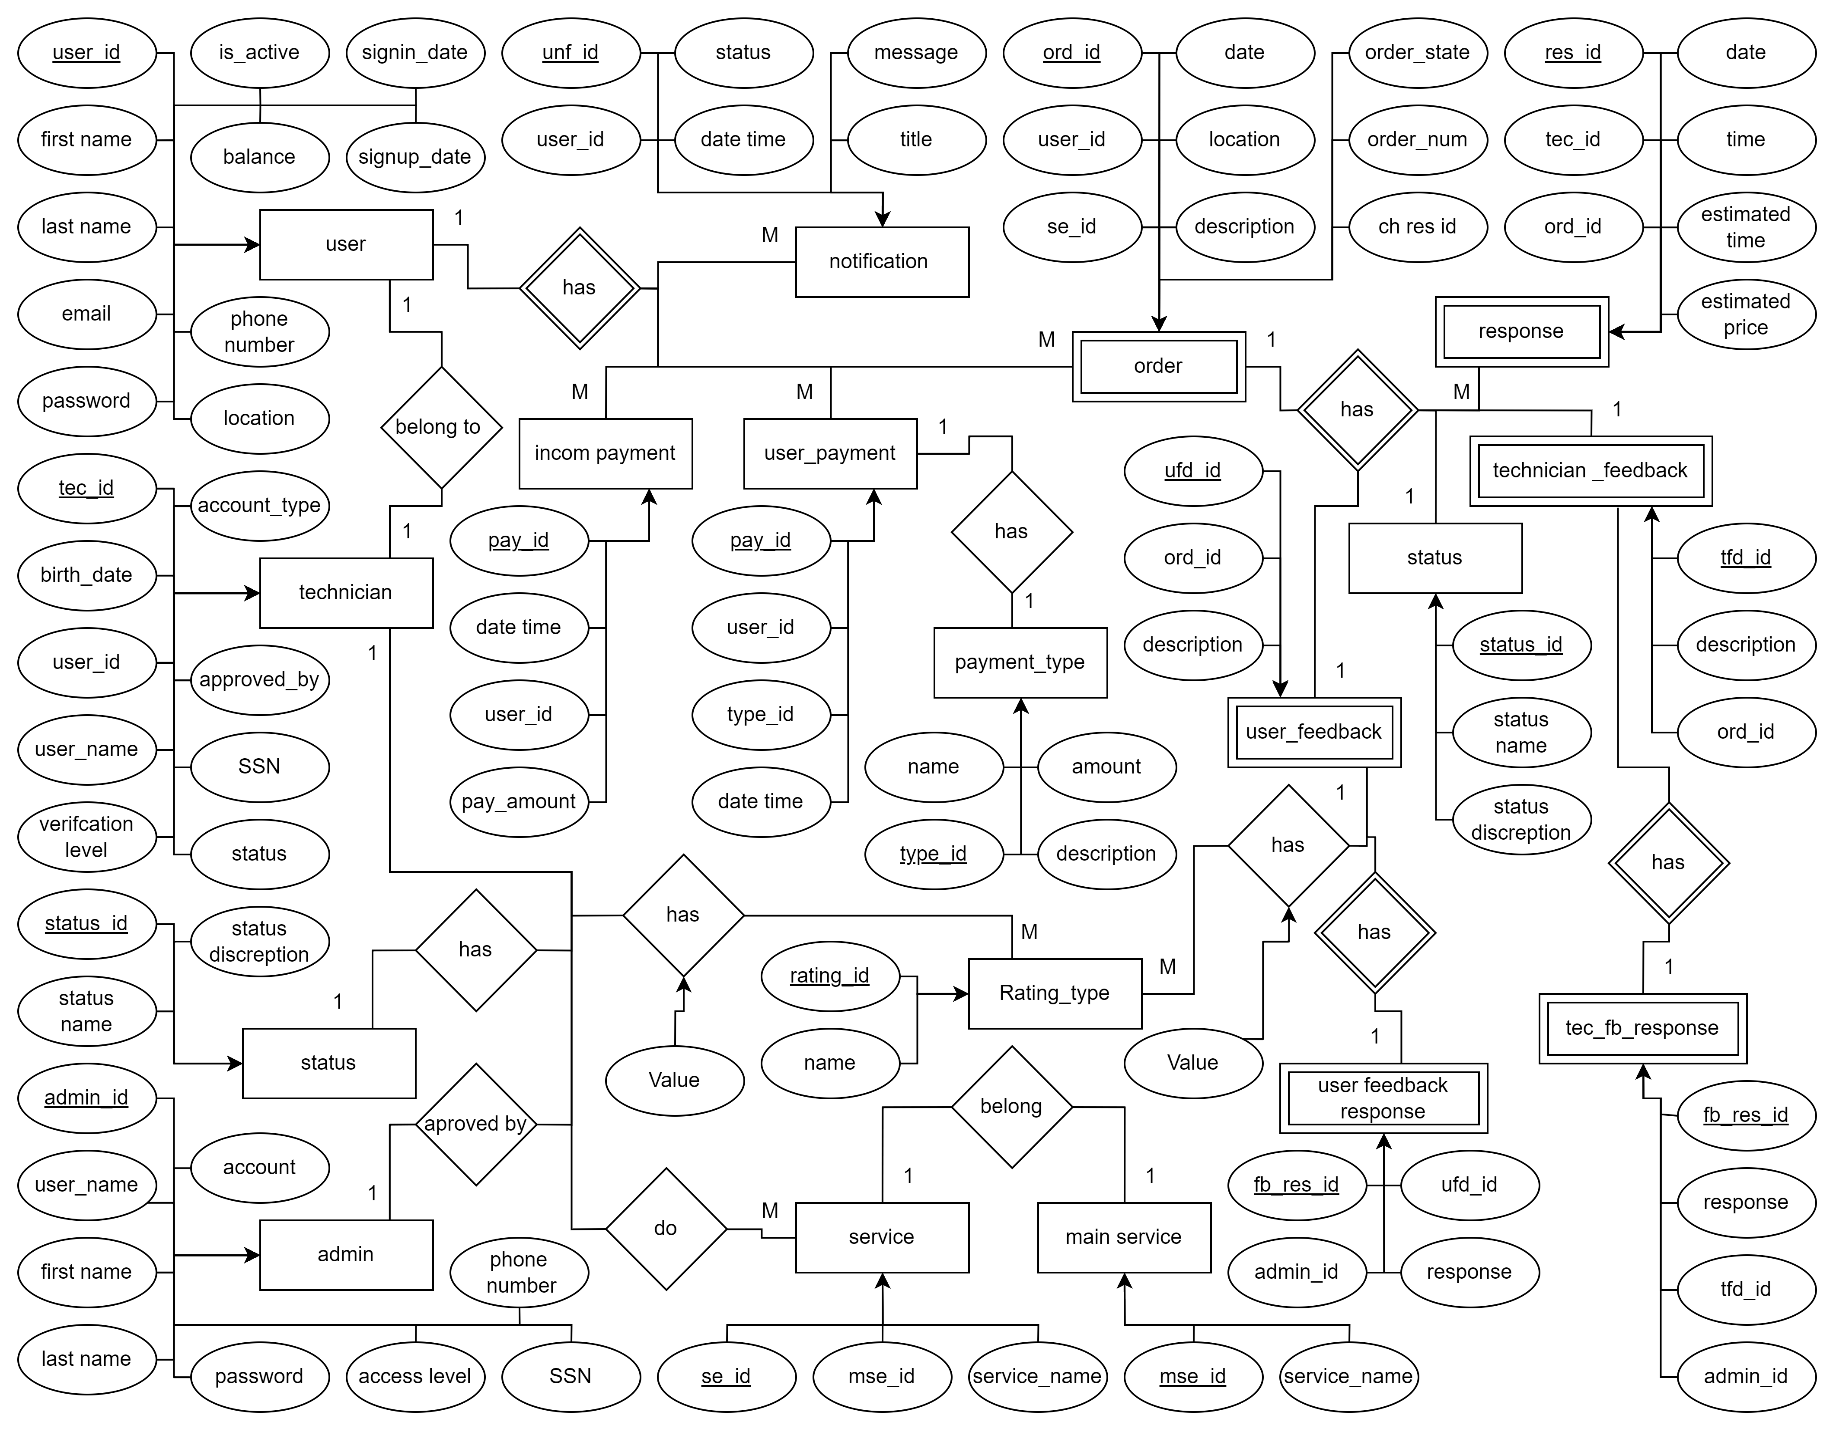 user_id
is_active
signin_date
unf_id
status
message
ord_id
date
order_state
res_id
date
first name
balance
signup_date
user_id
date time
title
user_id
location
order_num
tec_id
time
last name
user
1
has
M
notification
se_id
description
ch res id
ord_id
estimated
time
email
phone
number
1
M
order
1
response
estimated
price
password
location
belong to
M
M
has
M
1
incom payment
user_payment
1
technician _feedback
tec_id
account_type
1
pay_id
pay_id
has
ufd_id
1
birth_date
technician
date time
user_id
1
ord_id
status
tfd_id
user_id
approved_by
1
user_id
type_id
payment_type
description
1
status_id
description
user_name
SSN
pay_amount
date time
name
amount
user_feedback
status
name
ord_id
verifcation
level
status
type_id
description
has
1
status
discreption
has
status_id
status
discreption
has
has
M
has
status
name
1
status
rating_id
name
Rating_type
M
1
tec_fb_response
1
Value
Value
admin_id
aproved by
belong
user feedback
response
fb_res_id
user_name
account
1
do
M
1
1
fb_res_id
ufd_id
response
first name
admin
phone
number
service
main service
admin_id
response
tfd_id
last name
password
access level
SSN
se_id
mse_id
service_name
mse_id
service_name
admin_id